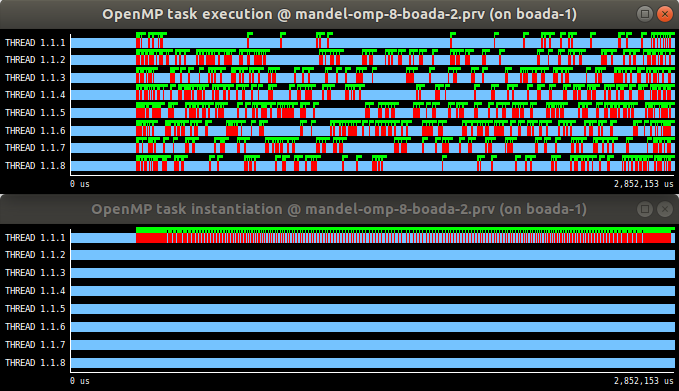 OpenMP task execution @ mandel-omp-8-boada-2.prv (on boada-1)
THREAD 1.1.1
THREAD 1.1.2
THREAD 1.1.3
THREAD 1.1.4
THREAD 1.1.5
THREAD 1.1.6
THREAD 1.1.7
THREAD 1.1.8
0 us 2,852,153 us
OpenMP task instantiation @ mandel-omp-8-boada-2.prv (on boada-1)
THREAD 1.1.1
THREAD 1.1.2
THREAD 1.1.3
THREAD 1.1.4
THREAD 1.1.5
THREAD 1.1.6
THREAD 1.1.7
THREAD 1.1.8
0 us 2,852,153 us